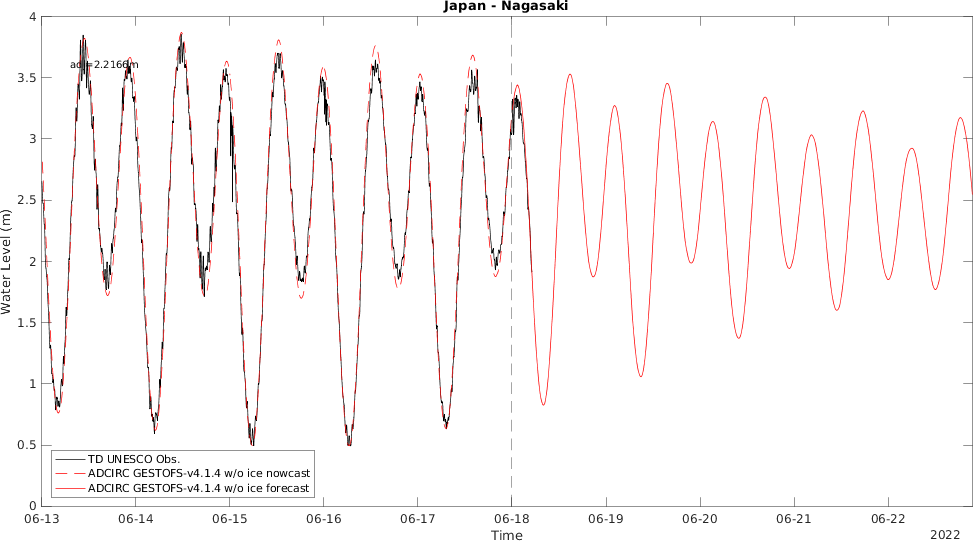 Japan - Nagasaki
4
3.5
3
2.5
2
1.5
1
0.5
0
Water Level (m)
=2.2166m
TD UNESCO Obs.
ADCIRC GESTOFS-v4.1.4 w/o ice nowcast
ADCIRC GESTOFS-v4.1.4 w/o ice forecast
06-13 06-14 06-15 06-16 06-17 06-18 06-19 06-20 06-21 06-22
Time
2022